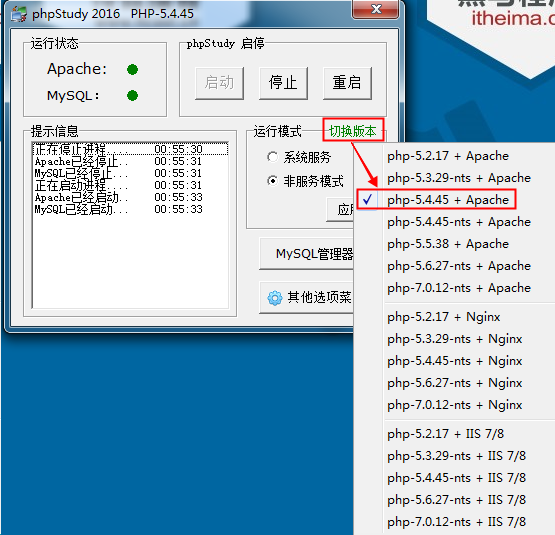 phpStudy 2016 PHP-5.4.45
itheima.c
运行状态
Apache:
MySQL:
phpStudy 启停
启动 停止 重启
提示信息
正在停止进程.... 00:55:30
Apache已经停止.. 00:55:31
MySQL已经停止... 00:55:31
正在启动进程.... 00:55:31
Apache已经启动.. 00:55:33
MySQL已经启动... 00:55:33
运行模式 切换版本
系统服务
非服务模式
应
MySQL管理器
其他选项菜
php-5.2.17 + Apache
php-5.3.29-nts + Apache
php-5.4.45 + Apache
php-5.4.45-nts + Apache
php-5.5.38 + Apache
php-5.6.27-nts + Apache
php-7.0.12-nts + Apache
php-5.2.17 + Nginx
php-5.3.29-nts + Nginx
php-5.4.45-nts + Nginx
php-5.6.27-nts + Nginx
php-7.0.12-nts + Nginx
php-5.2.17 + IIS 7/8
php-5.3.29-nts + IIS 7/8
php-5.4.45-nts + IIS 7/8
php-5.6.27-nts + IIS 7/8
php-7.0.12-nts + IIS 7/8